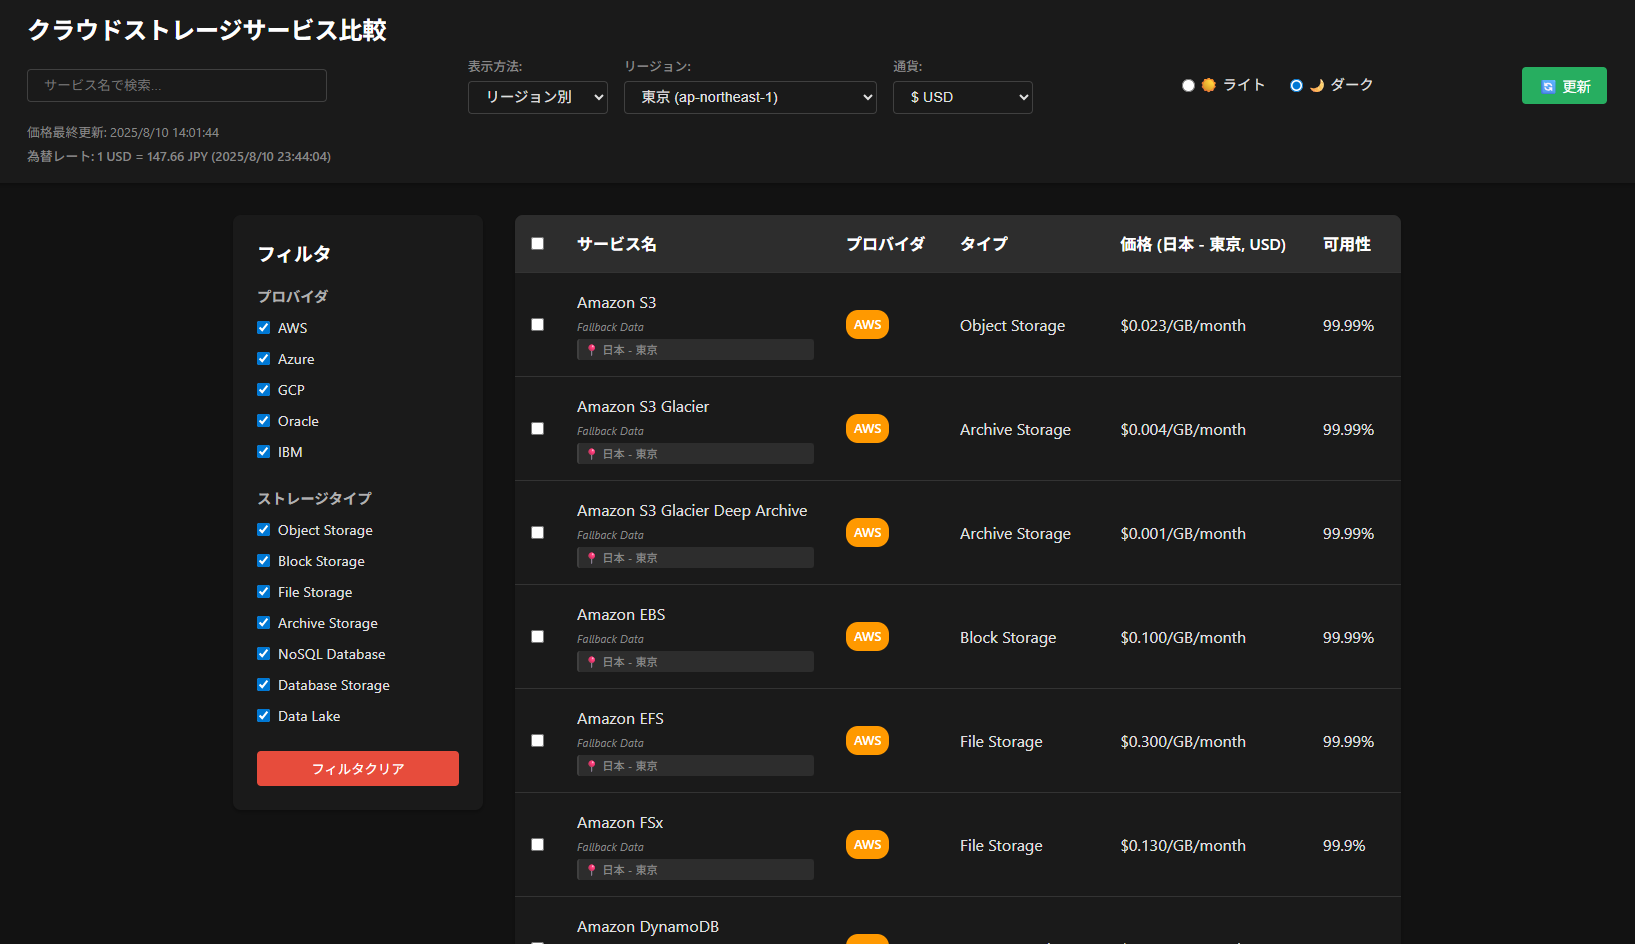 クラウドストレージサービス比較
サービス名で検索...
表示方法:
リージョン別
リージョン:
東京 (ap-northeast-1)
通貨:
$ USD
ライト
ダーク
更新
価格最終更新: 2025/8/10 14:01:44
為替レート: 1 USD = 147.66 JPY (2025/8/10 23:44:04)
フィルタ
プロバイダ
AWS
Azure
GCP
Oracle
IBM
ストレージタイプ
Object Storage
Block Storage
File Storage
Archive Storage
NoSQL Database
Database Storage
Data Lake
フィルタクリア
サービス名 プロバイダ タイプ 価格 (日本 - 東京, USD) 可用性
Amazon S3
Fallback Data
日本 - 東京
AWS Object Storage $0.023/GB/month 99.99%
Amazon S3 Glacier
Fallback Data
日本 - 東京
AWS Archive Storage $0.004/GB/month 99.99%
Amazon S3 Glacier Deep Archive
Fallback Data
日本 - 東京
AWS Archive Storage $0.001/GB/month 99.99%
Amazon EBS
Fallback Data
日本 - 東京
AWS Block Storage $0.100/GB/month 99.99%
Amazon EFS
Fallback Data
日本 - 東京
AWS File Storage $0.300/GB/month 99.99%
Amazon FSx
Fallback Data
日本 - 東京
AWS File Storage $0.130/GB/month 99.9%
Amazon DynamoDB